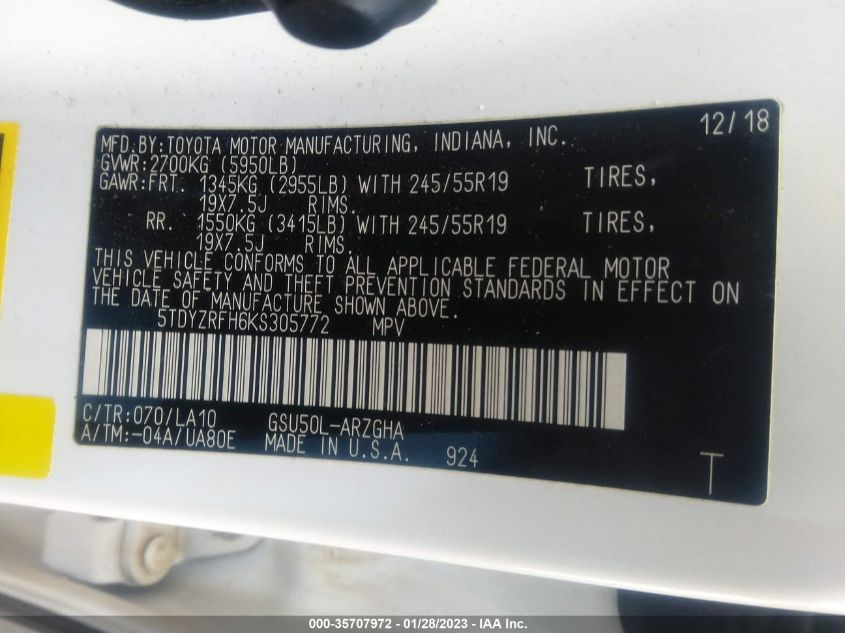 12/18
MFD.BY:TOYOTA MOTOR MANUFACTURING, INDIANA, INC.
GVWR:2700KG (5950LB)
GAWR:FRT. 1345KG (2955LB) WITH 245/55R19 TIRES,
19X7.5J RIMS.
RR. 1550KG (3415LB) WITH 245/55R19 TIRES,
19X7.5J RIMS.
THIS VEHICLE CONFORMS TO ALL APPLICABLE FEDERAL MOTOR
VEHICLE SAFETY AND THEFT PREVENTION STANDARDS IN EFFECT ON
THE DATE OF MANUFACTURE SHOWN ABOVE.
5TDYZRFH6KS305772 MPV
C/TR:070/LA10 GSU50L-ARZGHA
A/TM:-04A/UA80E MADE IN U.S.A. 924
T
000-35707972 - 01/28/2023 - IAA Inc.